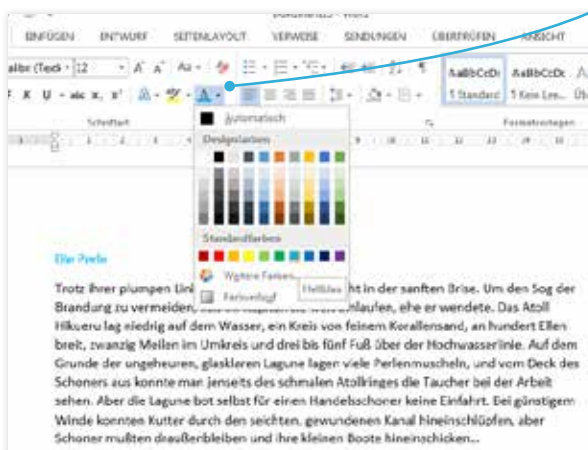 EINFÜGEN ENTWURF SEITENLAYOUT VERWEISE SENDUNGEN ÜBERPRÜFEN ANSICHT
12 A A Aa
K U abc x, x² A A
AaBbCcDc AaBbCcDc
¶ Standard ¶ Kein Lee...
Schriftart Formatvorlagen
Automatisch
Designfarben
Standardfarben
Weitere Farben...
Hellblau
Farbverlauf
Die Perle
Trotz ihrer plumpen ht in der sanften Brise. Um den Sog der
Brandung zu vermeiden, einlaufen, ehe er wendete. Das Atoll
Hikueru lag niedrig auf dem Wasser, ein Kreis von feinem Korallensand, an hundert Ellen
breit, zwanzig Meilen im Umkreis und drei bis fünf Fuß über der Hochwasserlinie. Auf dem
Grunde der ungeheuren, glasklaren Lagune lagen viele Perlenmuscheln, und vom Deck des
Schoners aus konnte man jenseits des schmalen Atollringes die Taucher bei der Arbeit
sehen. Aber die Lagune bot selbst für einen Handelsschoner keine Einfahrt. Bei günstigem
Winde konnten Kutter durch den seichten, gewundenen Kanal hineinschlüpfen, aber
Schoner mußten draußenbleiben und ihre kleinen Boote hineinschicken...